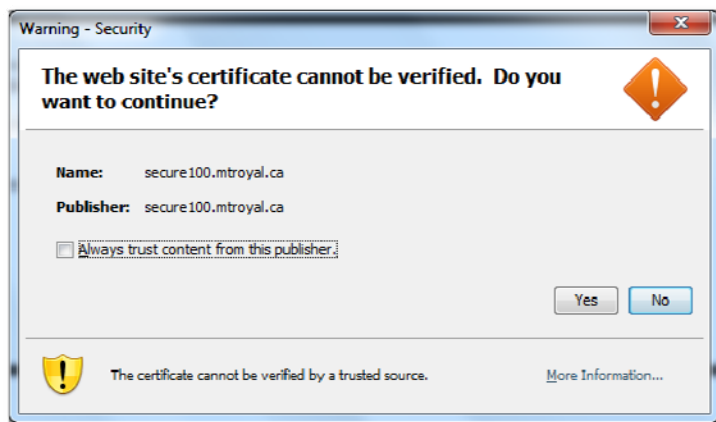 Warning - Security
The web site's certificate cannot be verified. Do you
want to continue?
Name: secure100.mtroyal.ca
Publisher: secure100.mtroyal.ca
Always trust content from this publisher.
Yes No
The certificate cannot be verified by a trusted source. More Information...